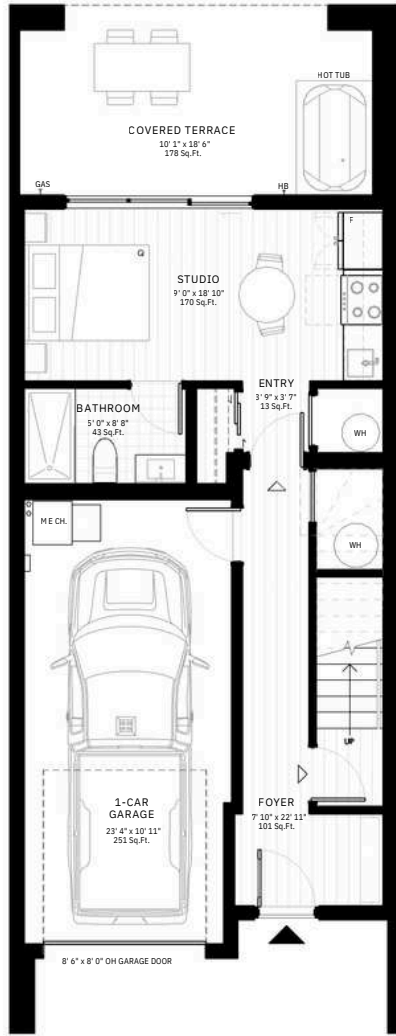 HOT TUB
COVERED TERRACE
10' 1" x 18' 6"
178 Sq.Ft.
GAS
HB
Q
F
STUDIO
9' 0" x 18' 10"
170 Sq.Ft.
ENTRY
3' 9" x 3' 7"
13 Sq.Ft.
BATHROOM
5' 0" x 8' 8"
43 Sq.Ft.
WH
MECH.
WH
UP
1-CAR
GARAGE
23' 4" x 10' 11"
251 Sq.Ft.
FOYER
7' 10" x 22' 11"
101 Sq.Ft.
8' 6" x 8' 0" OH GARAGE DOOR